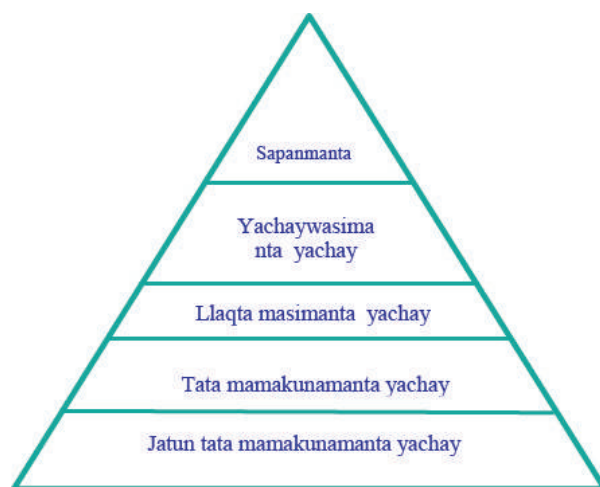 Sapanmanta
Yachaywasima
nta yachay
Llaqta masimanta yachay
Tata mamakunamanta yachay
Jatun tata mamakunamanta yachay